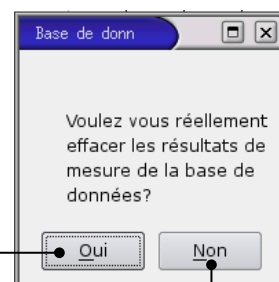 Base de donn
Voulez vous réellement
effacer les résultats de
mesure de la base de
données?
Oui
Non